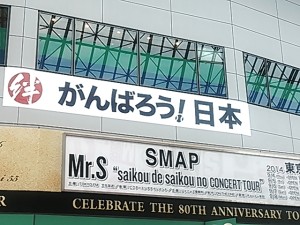 絆 がんばろう!日本
SMAP
2014 東京
Mr.S "saikou de saikou no CONCERT TOUR"
CELEBRATE THE 80TH ANNIVERSARY TO